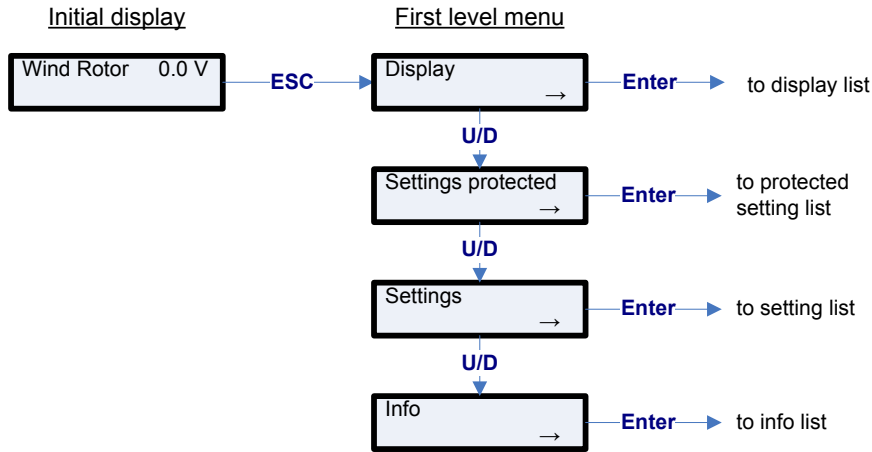 Initial display
First level menu
Wind Rotor 0.0 V
ESC
Display
→
Enter
to display list
U/D
Settings protected
→
Enter
to protected
setting list
U/D
Settings
→
Enter
to setting list
U/D
Info
→
Enter
to info list